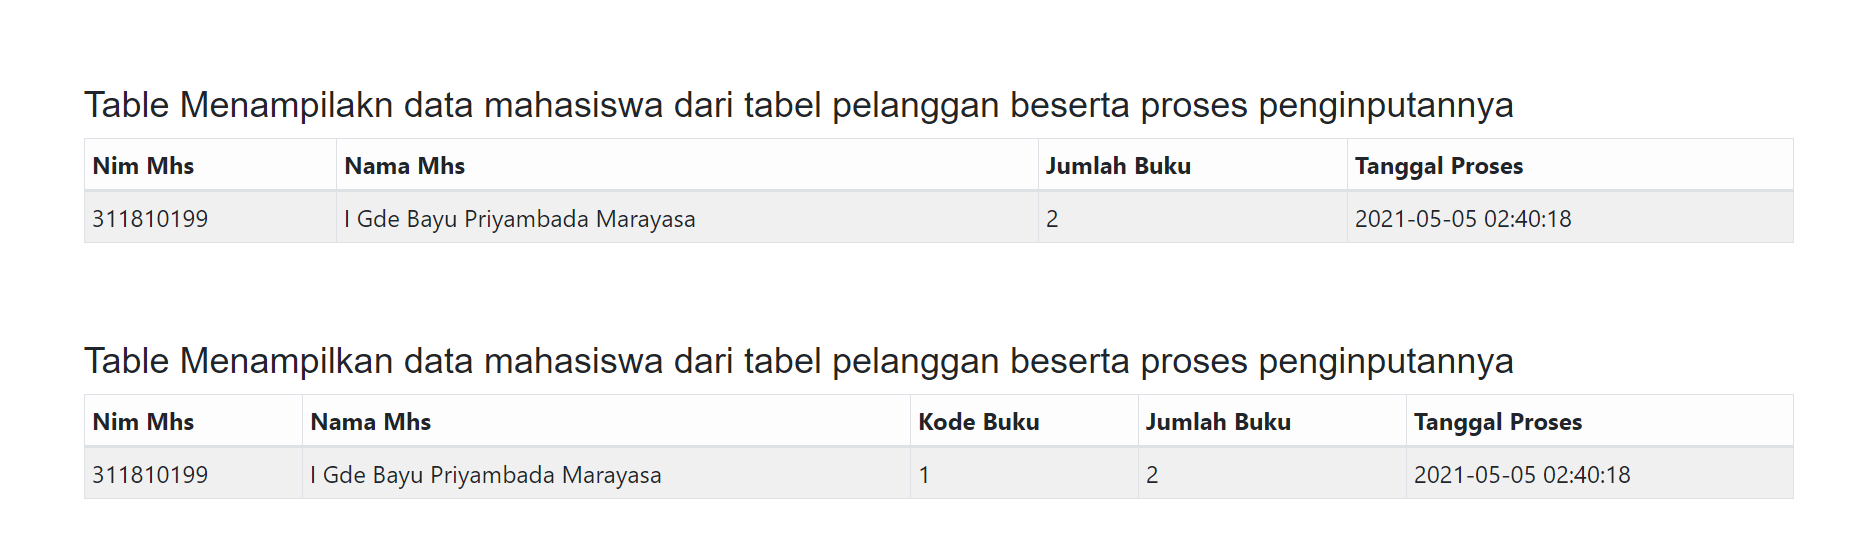 Table Menampilakn data mahasiswa dari tabel pelanggan beserta proses penginputannya
Nim Mhs Nama Mhs Jumlah Buku Tanggal Proses
311810199 I Gde Bayu Priyambada Marayasa 2 2021-05-05 02:40:18
Table Menampilkan data mahasiswa dari tabel pelanggan beserta proses penginputannya
Nim Mhs Nama Mhs Kode Buku Jumlah Buku Tanggal Proses
311810199 I Gde Bayu Priyambada Marayasa 1 2 2021-05-05 02:40:18